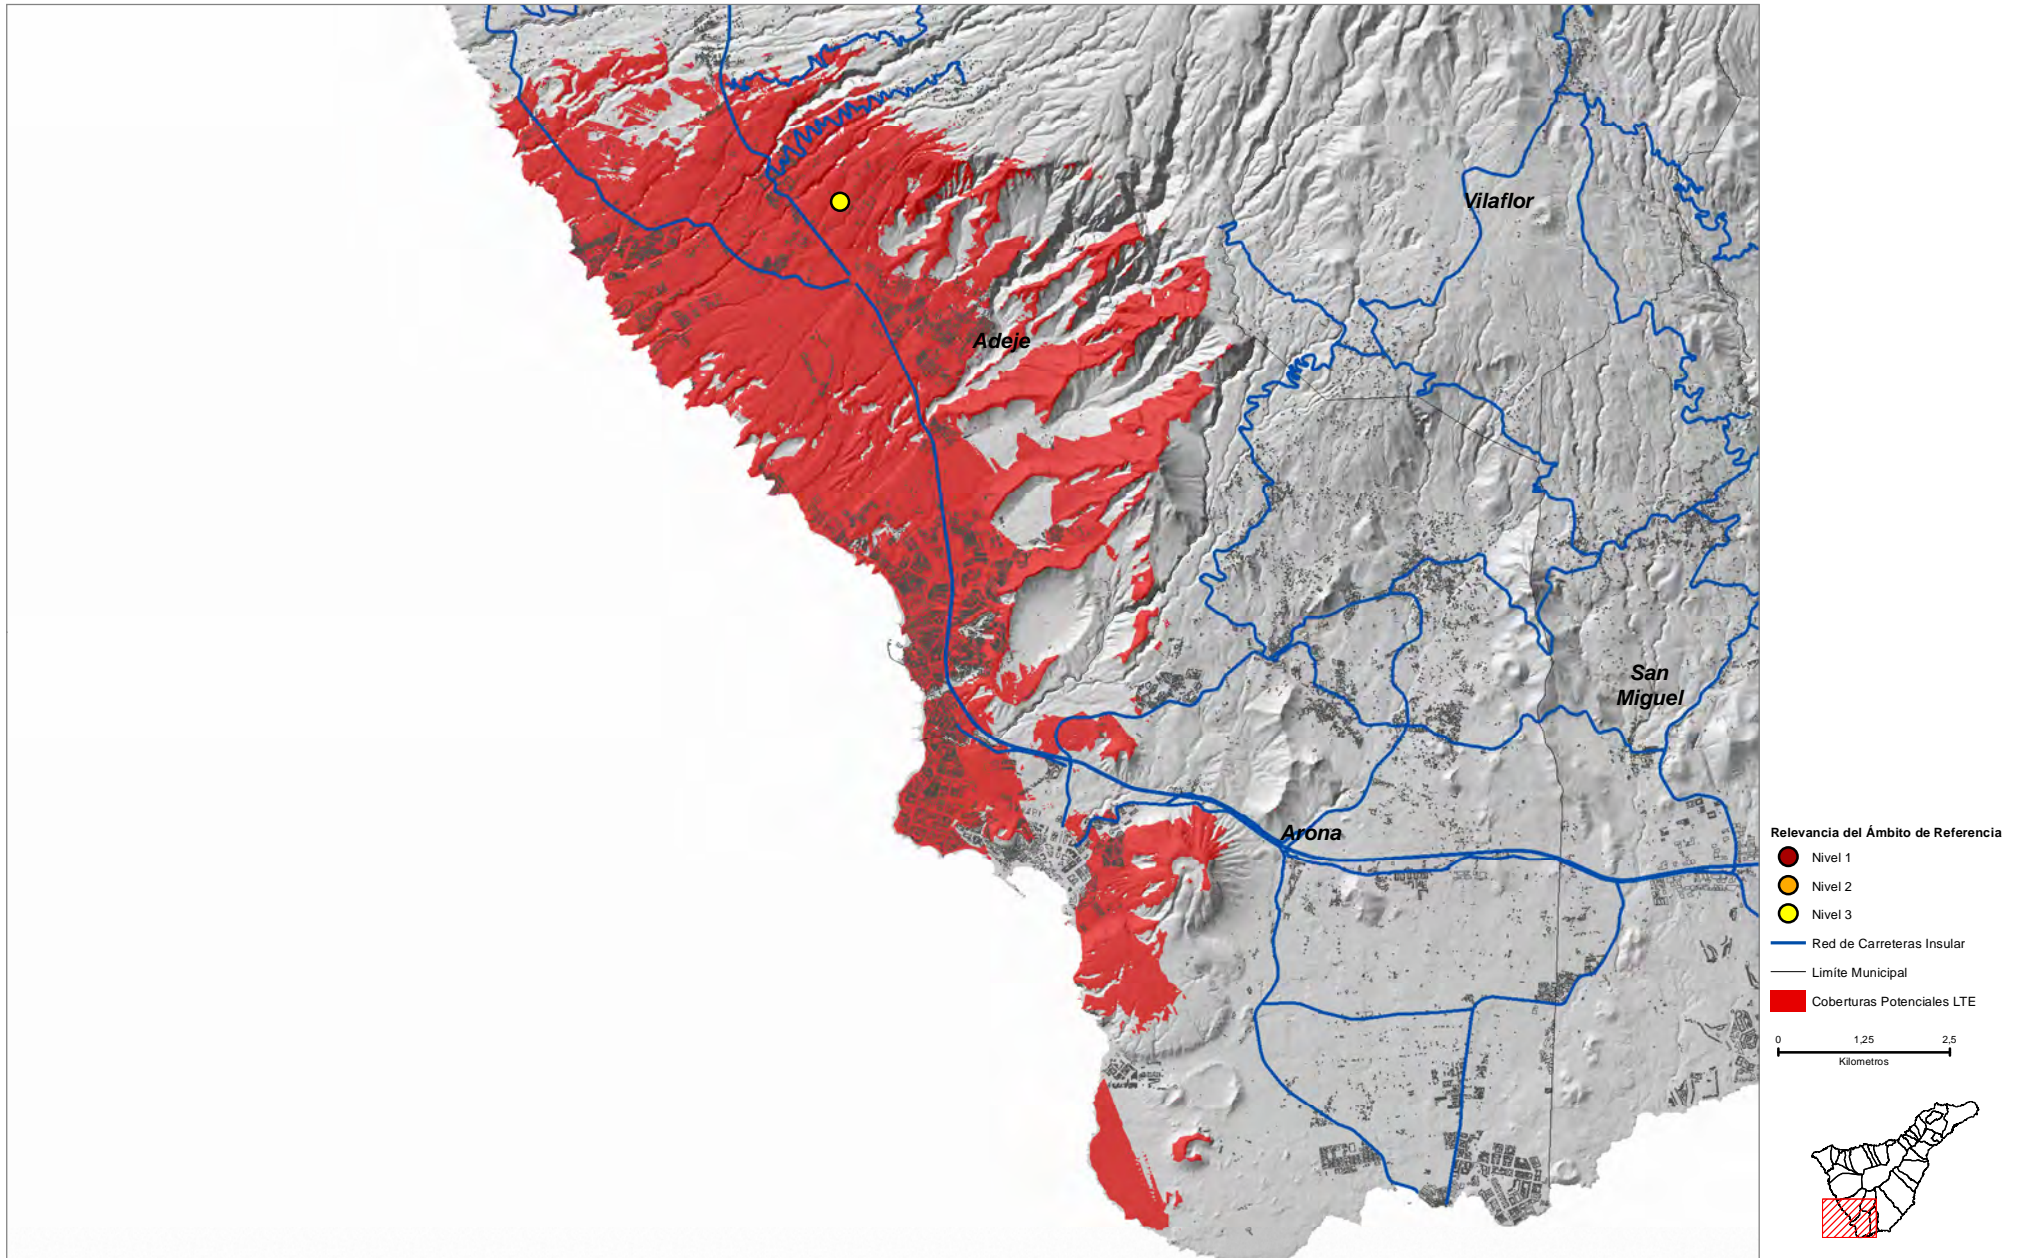 Vilaflor
Adeje
San
Miguel
Arona
Relevancia del Ámbito de Referencia
Nivel 1
Nivel 2
Nivel 3
Red de Carreteras Insular
Limíte Municipal
Coberturas Potenciales LTE
0 1,25 2,5
Kilometros